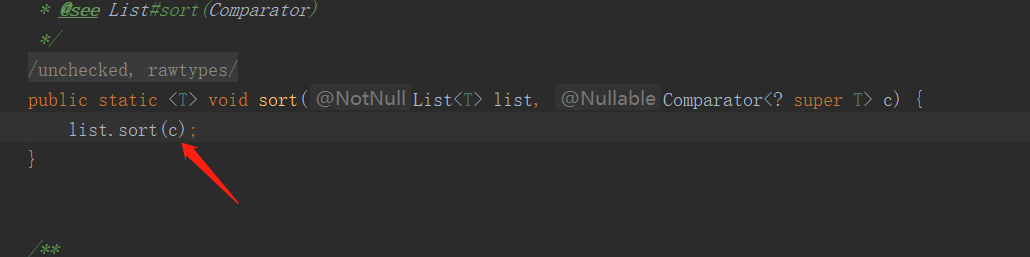 * @see List#sort(Comparator)
*/
/unchecked, rawtypes/
public static <T> void sort(@NotNull List<T> list, @Nullable Comparator<? super T> c) {
list.sort(c);
}
/**